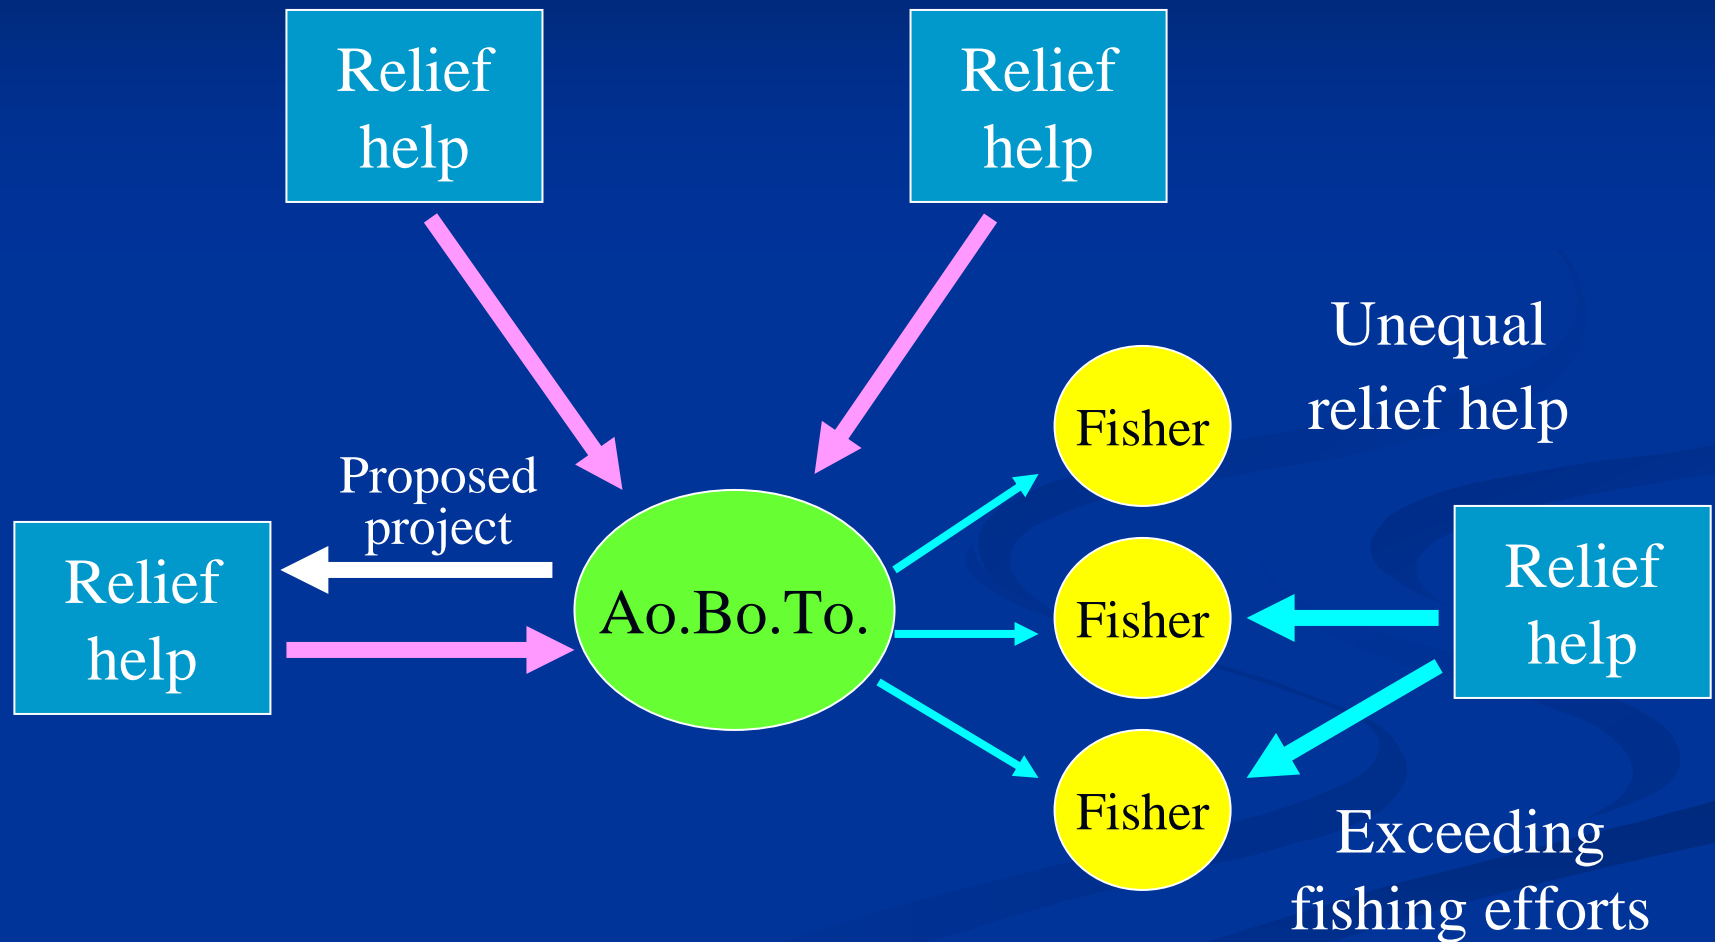 Relief
help
Relief
help
Unequal
relief help
Fisher
Proposed
project
Relief
help
Ao.Bo.To.
Fisher
Relief
help
Fisher
Exceeding
fishing efforts